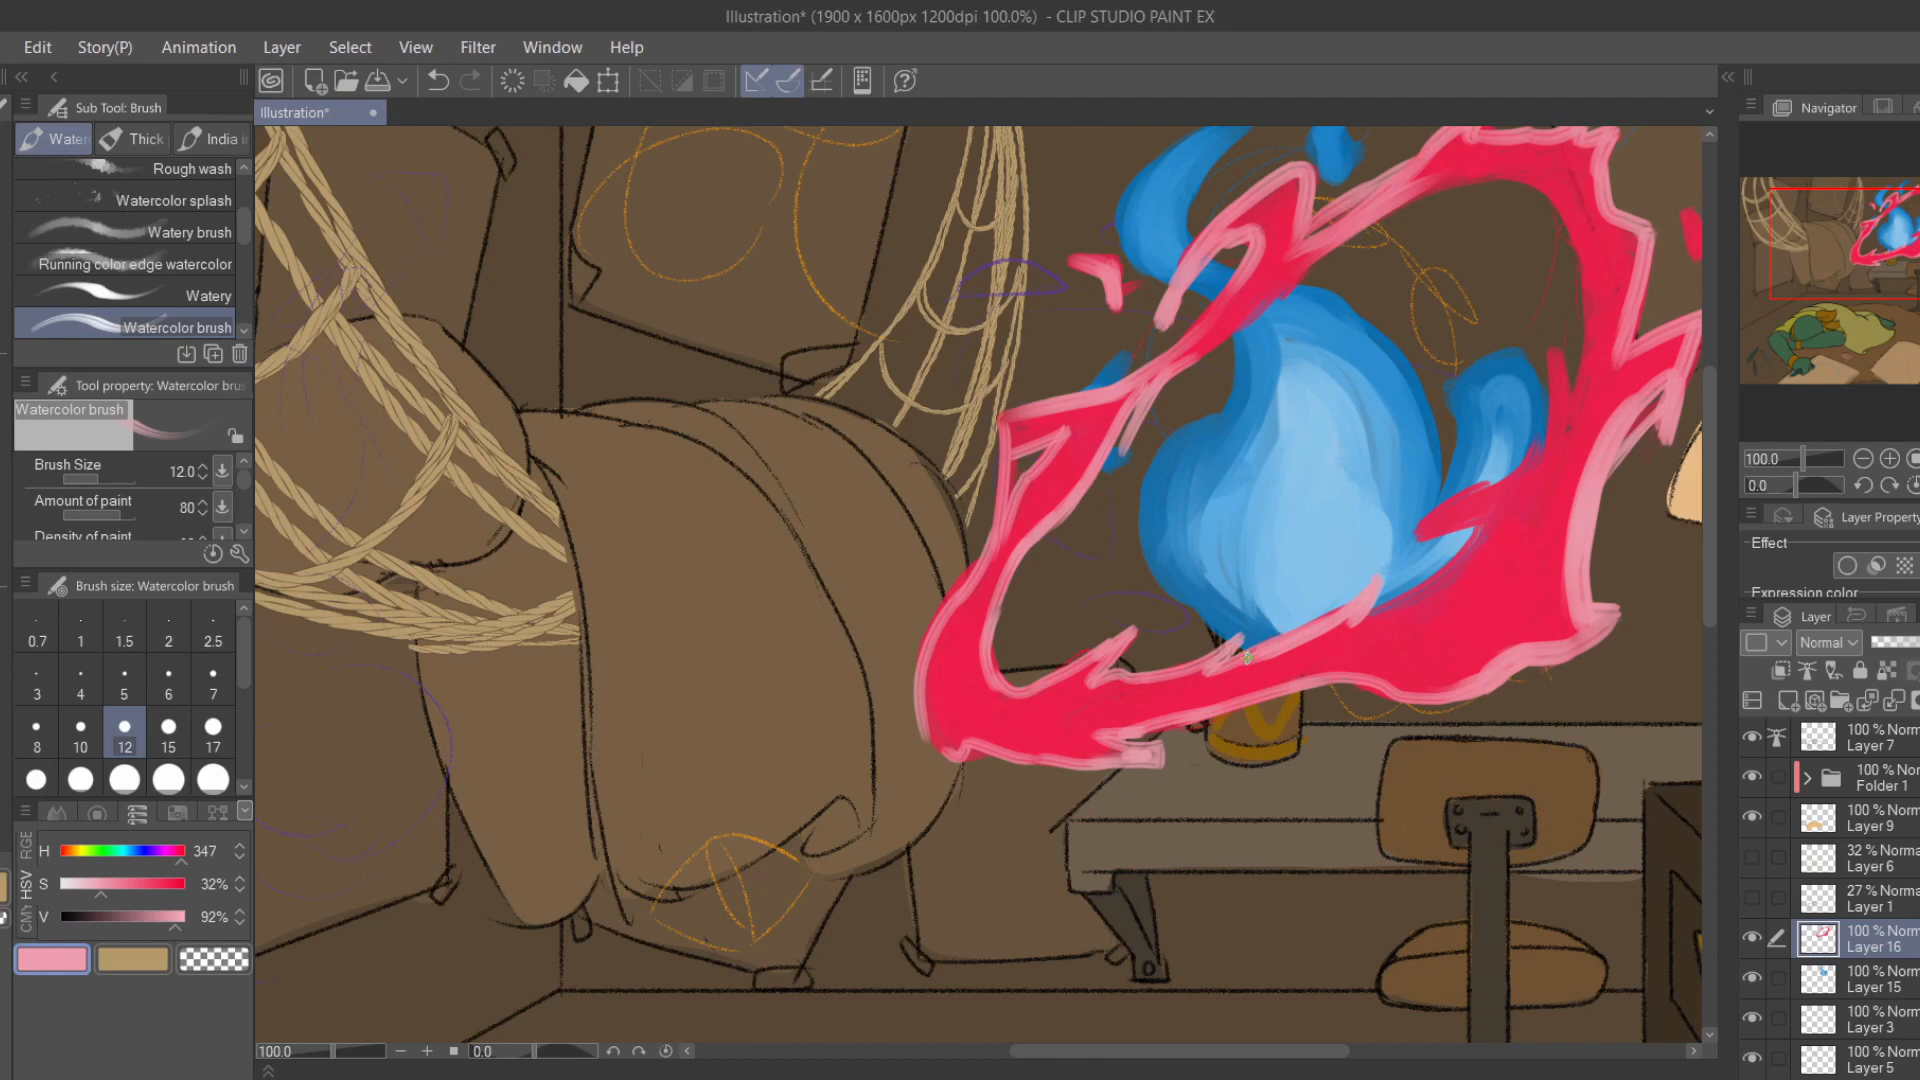 Illustration* (1900 x 1600px 1200dpi 100.0%) - CLIP STUDIO PAINT EX
Edit Story(P) Animation Layer Select View Filter Window Help
Sub Tool: Brush
Illustration*
Navigator
Water Thick India i
Rough wash
Watercolor splash
Watery brush
Running color edge watercolor
Watery
Watercolor brush
Tool property: Watercolor brus
Watercolor brush
Brush Size 12.0
Amount of paint 80
Density of paint
Brush size: Watercolor brush
0.7 1 1.5 2 2.5
3 4 5 6 7
8 10 12 15 17
RGE
HSV
CMY
H 347
S 32%
V 92%
100.0 0.0
100.0
0.0
Layer Property
Effect
Expression color
Layer
Normal
100 % Norm
Layer 7
100 % Norm
Folder 1
100 % Norm
Layer 9
32 % Norma
Layer 6
27 % Norma
Layer 1
100 % Norm
Layer 16
100 % Norm
Layer 15
100 % Norm
Layer 3
100 % Norm
Layer 5